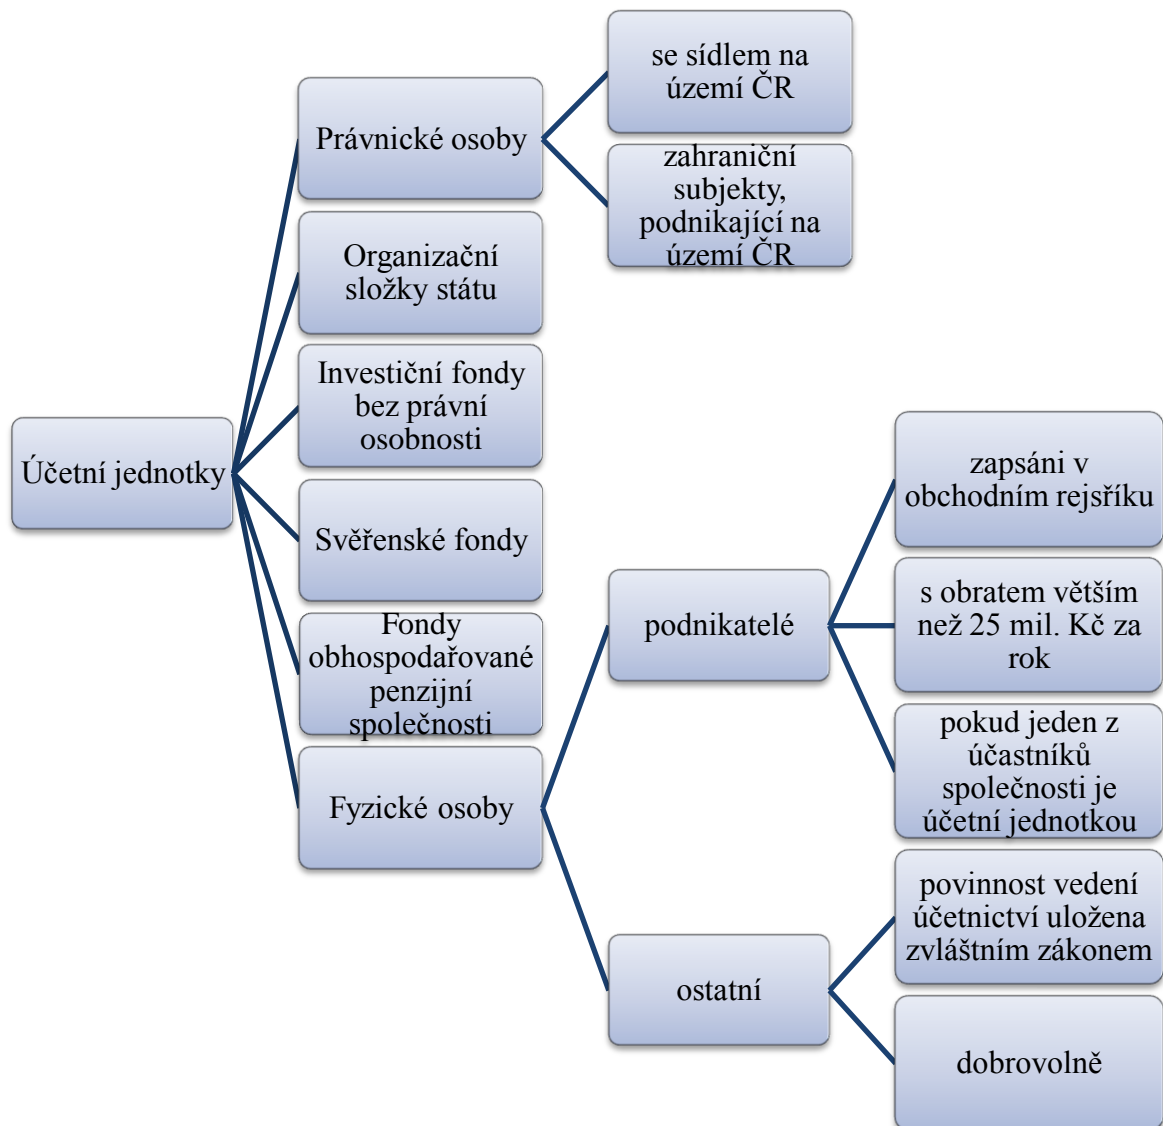 se sídlem na
území ČR
Právnické osoby
zahraniční
subjekty,
podnikající na
území ČR
Organizační
složky státu
Investiční fondy
bez právní
osobnosti
Účetní jednotky
zapsáni v
obchodním rejsříku
Svěřenské fondy
s obratem větším
než 25 mil. Kč za
rok
podnikatelé
Fondy
obhospodařované
penzijní
společnosti
pokud jeden z
účastníků
společnosti je
účetní jednotkou
Fyzické osoby
povinnost vedení
účetnictví uložena
zvláštním zákonem
ostatní
dobrovolně